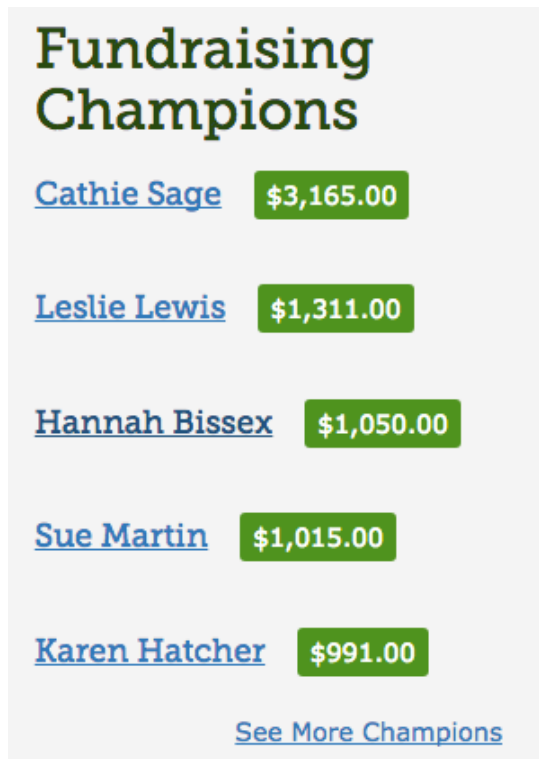 Fundraising
Champions
Cathie Sage $3,165.00
Leslie Lewis $1,311.00
Hannah Bissex $1,050.00
Sue Martin $1,015.00
Karen Hatcher $991.00
See More Champions